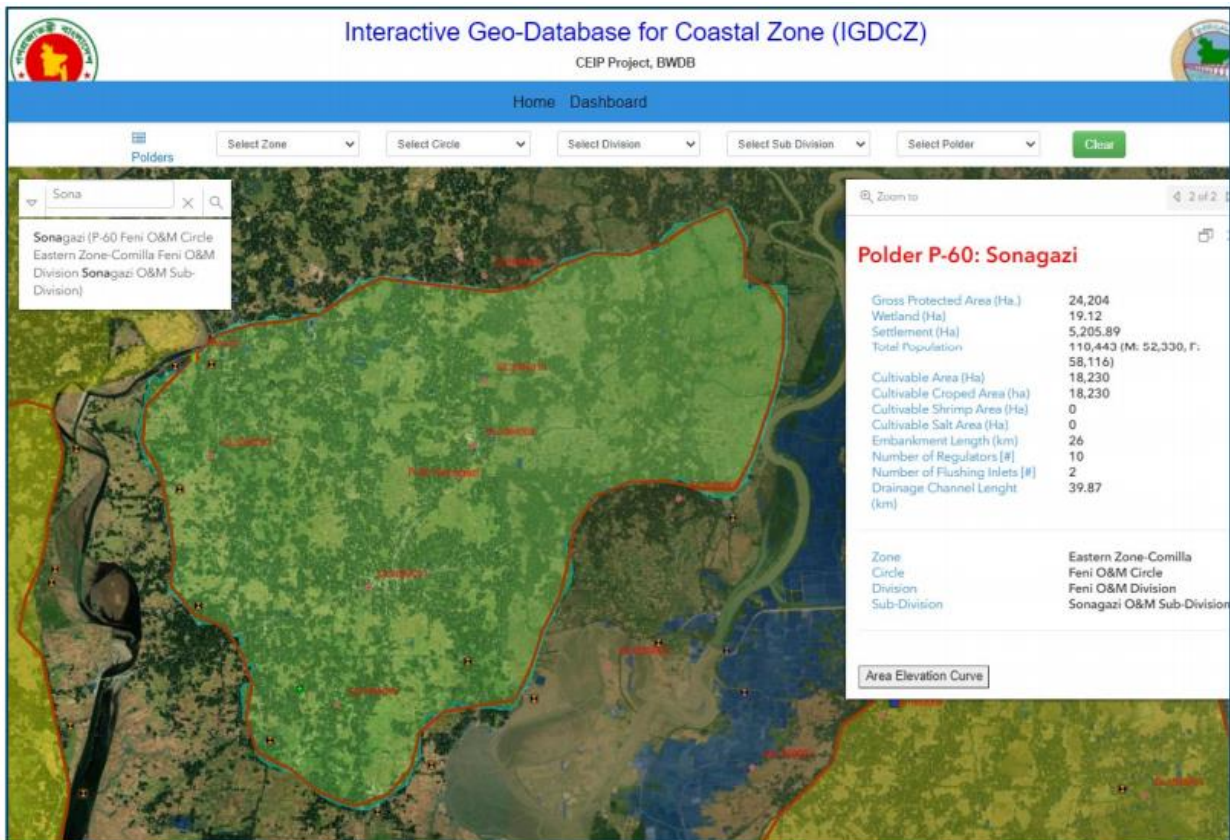 Interactive Geo-Database for Coastal Zone (IGDCZ)
CEIP Project, BWDB
Home Dashboard
Polders
Select Zone
Select Circle
Select Division
Select Sub Division
Select Polder
Clear
Sona
Sonagazi (P-60 Feni O&M Circle
Eastern Zone-Comilla Feni O&M
Division Sonagazi O&M Sub-
Division)
Zoom to
2 of 2
Polder P-60: Sonagazi
Gross Protected Area (Ha.) 24,204
Wetland (Ha) 19.12
Settlement (Ha) 5,205.89
Total Population 110,443 (M: 52,330, F:
58,116)
Cultivable Area (Ha) 18,230
Cultivable Croped Area (ha) 18,230
Cultivable Shrimp Area (Ha) 0
Cultivable Salt Area (Ha) 0
Embankment Length (km) 26
Number of Regulators [#] 10
Number of Flushing Inlets [#] 2
Drainage Channel Lenght
(km) 39.87
Zone Eastern Zone-Comilla
Circle Feni O&M Circle
Division Feni O&M Division
Sub-Division Sonagazi O&M Sub-Division
Area Elevation Curve